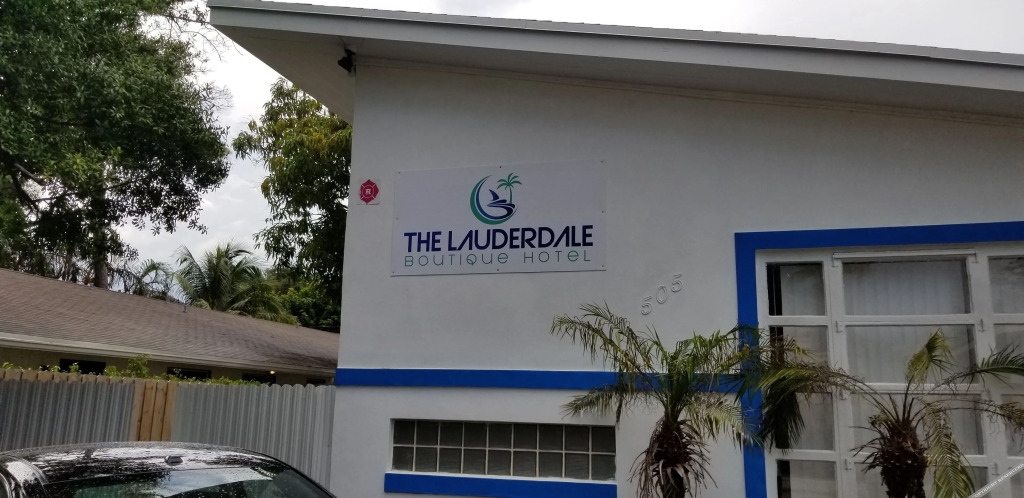 R
THE LAUDERDALE
BOUTIQUE HOTEL
505